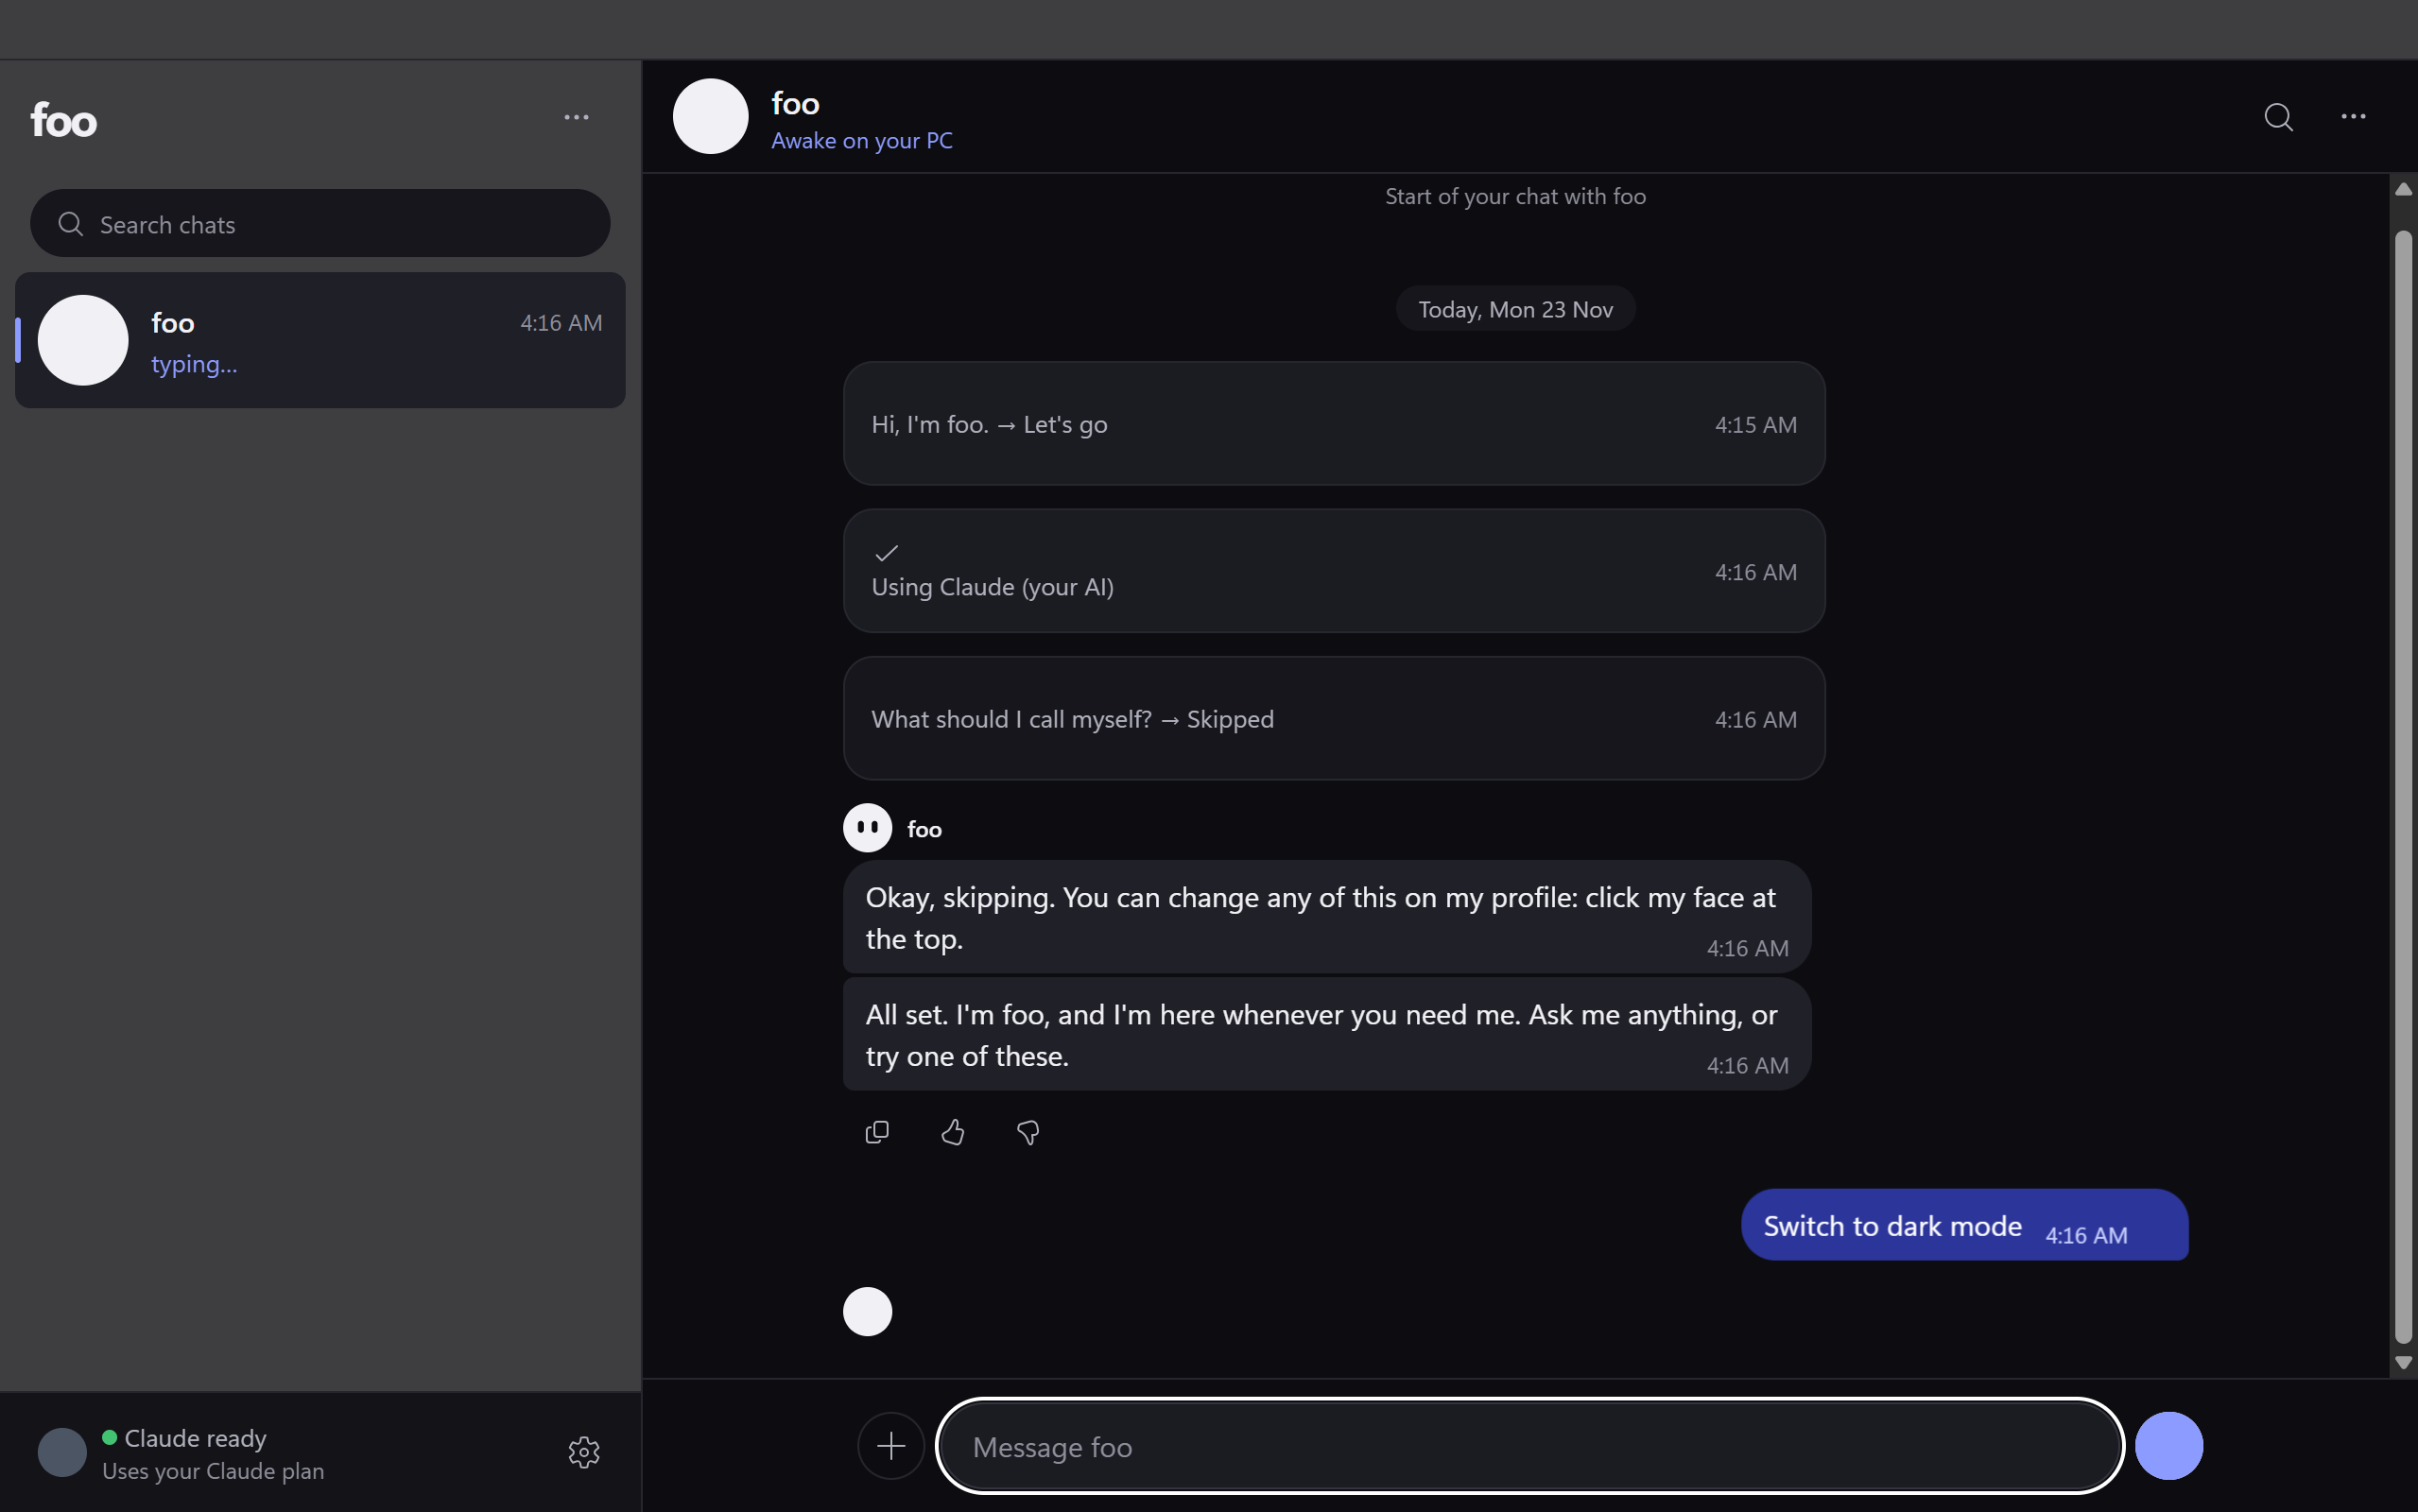 foo
Search chats
foo
4:16 AM
typing...
Claude ready
Uses your Claude plan
foo
Awake on your PC
Start of your chat with foo
Today, Mon 23 Nov
Hi, I'm foo. → Let's go
4:15 AM
Using Claude (your AI)
4:16 AM
What should I call myself? → Skipped
4:16 AM
foo
Okay, skipping. You can change any of this on my profile: click my face at
the top.
4:16 AM
All set. I'm foo, and I'm here whenever you need me. Ask me anything, or
try one of these.
4:16 AM
Switch to dark mode
4:16 AM
Message foo